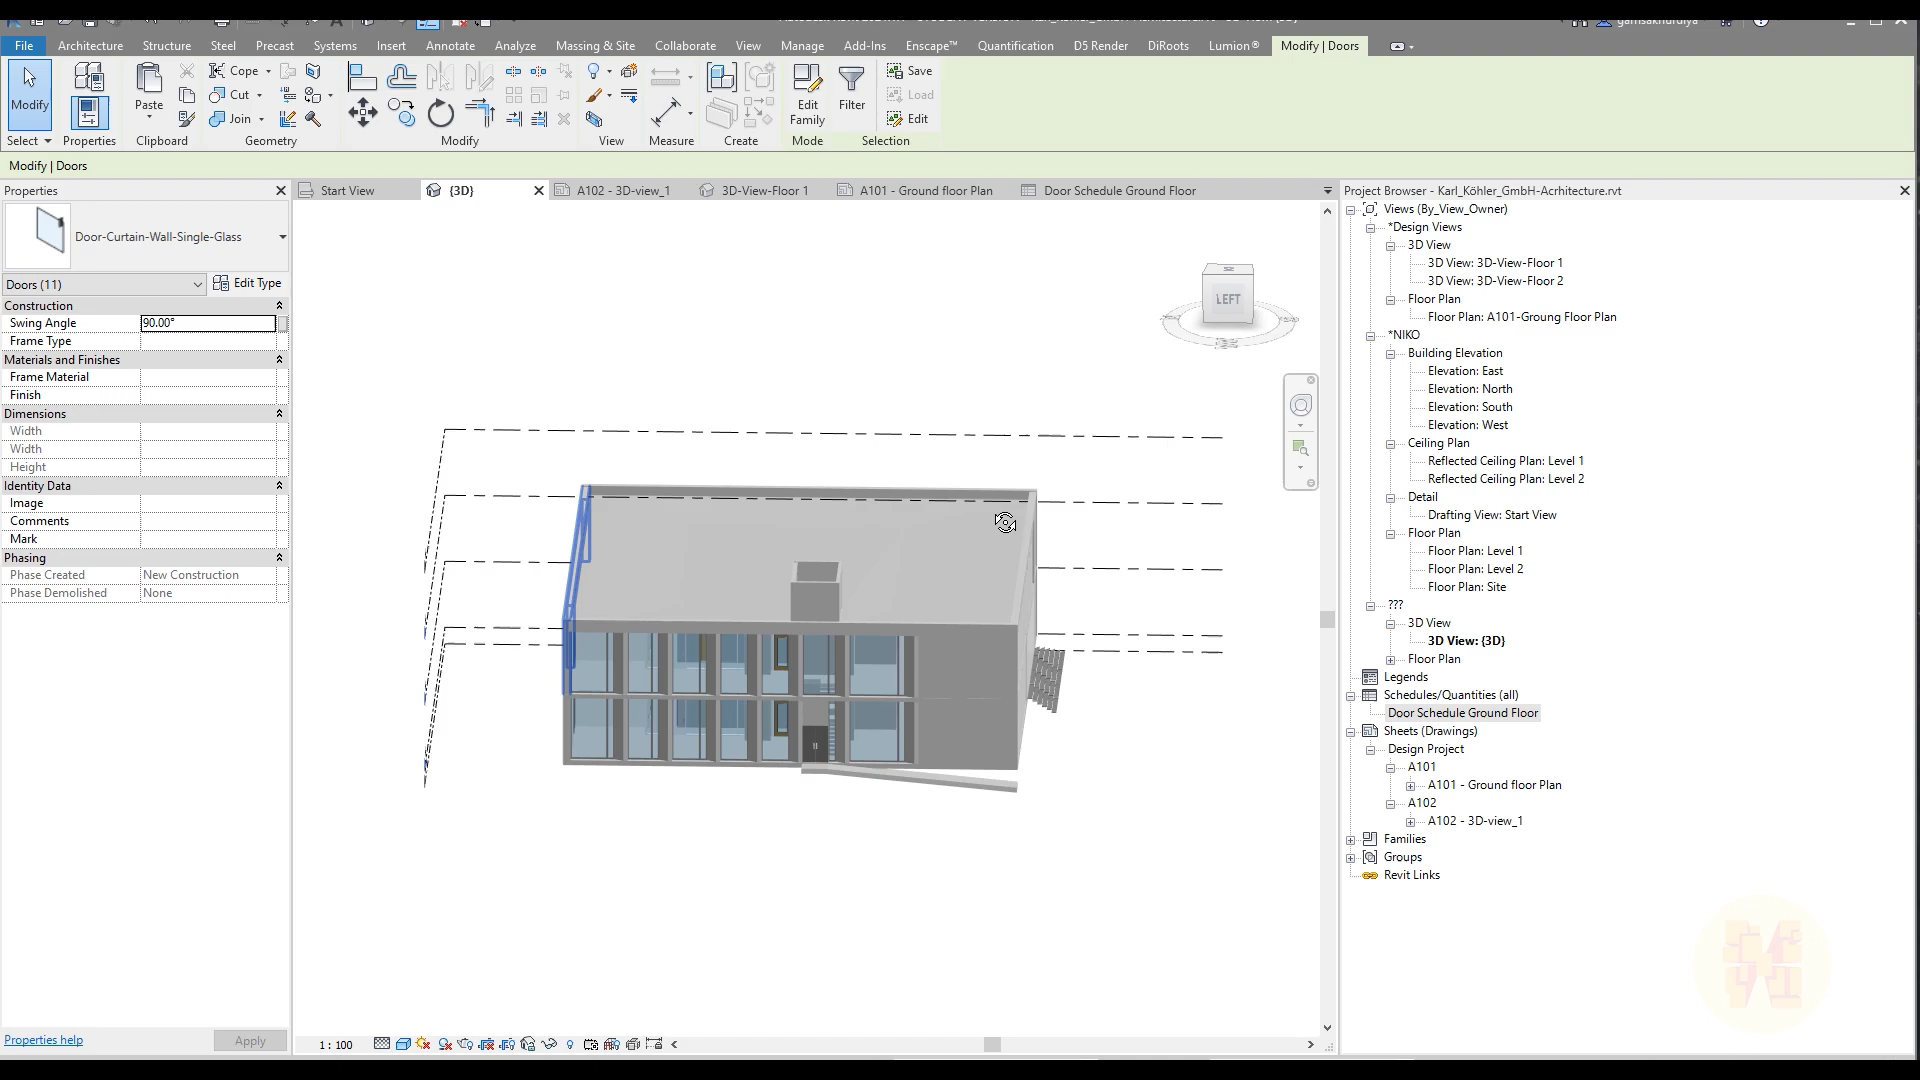 File Architecture Structure Steel Precast Systems Insert Annotate Analyze Massing & Site Collaborate View Manage Add-Ins Enscape™ Quantification D5 Render DiRoots Lumion® Modify | Doors
Modify
Paste
Cope
Cut
Join
Edit Family
Filter
Save
Load
Edit
Select Properties Clipboard Geometry Modify View Measure Create Mode Selection
Modify | Doors
Properties
Door-Curtain-Wall-Single-Glass
Doors (11) Edit Type
Construction
Swing Angle 90.00°
Frame Type
Materials and Finishes
Frame Material
Finish
Dimensions
Width
Width
Height
Identity Data
Image
Comments
Mark
Phasing
Phase Created New Construction
Phase Demolished None
Properties help Apply
Start View {3D} A102 - 3D-view_1 3D-View-Floor 1 A101 - Ground floor Plan Door Schedule Ground Floor
LEFT
1 : 100
Project Browser - Karl_Köhler_GmbH-Acrhitecture.rvt
Views (By_View_Owner)
*Design Views
3D View
3D View: 3D-View-Floor 1
3D View: 3D-View-Floor 2
Floor Plan
Floor Plan: A101-Groung Floor Plan
*NIKO
Building Elevation
Elevation: East
Elevation: North
Elevation: South
Elevation: West
Ceiling Plan
Reflected Ceiling Plan: Level 1
Reflected Ceiling Plan: Level 2
Detail
Drafting View: Start View
Floor Plan
Floor Plan: Level 1
Floor Plan: Level 2
Floor Plan: Site
???
3D View
3D View: {3D}
Floor Plan
Legends
Schedules/Quantities (all)
Door Schedule Ground Floor
Sheets (Drawings)
Design Project
A101
A101 - Ground floor Plan
A102
A102 - 3D-view_1
Families
Groups
Revit Links